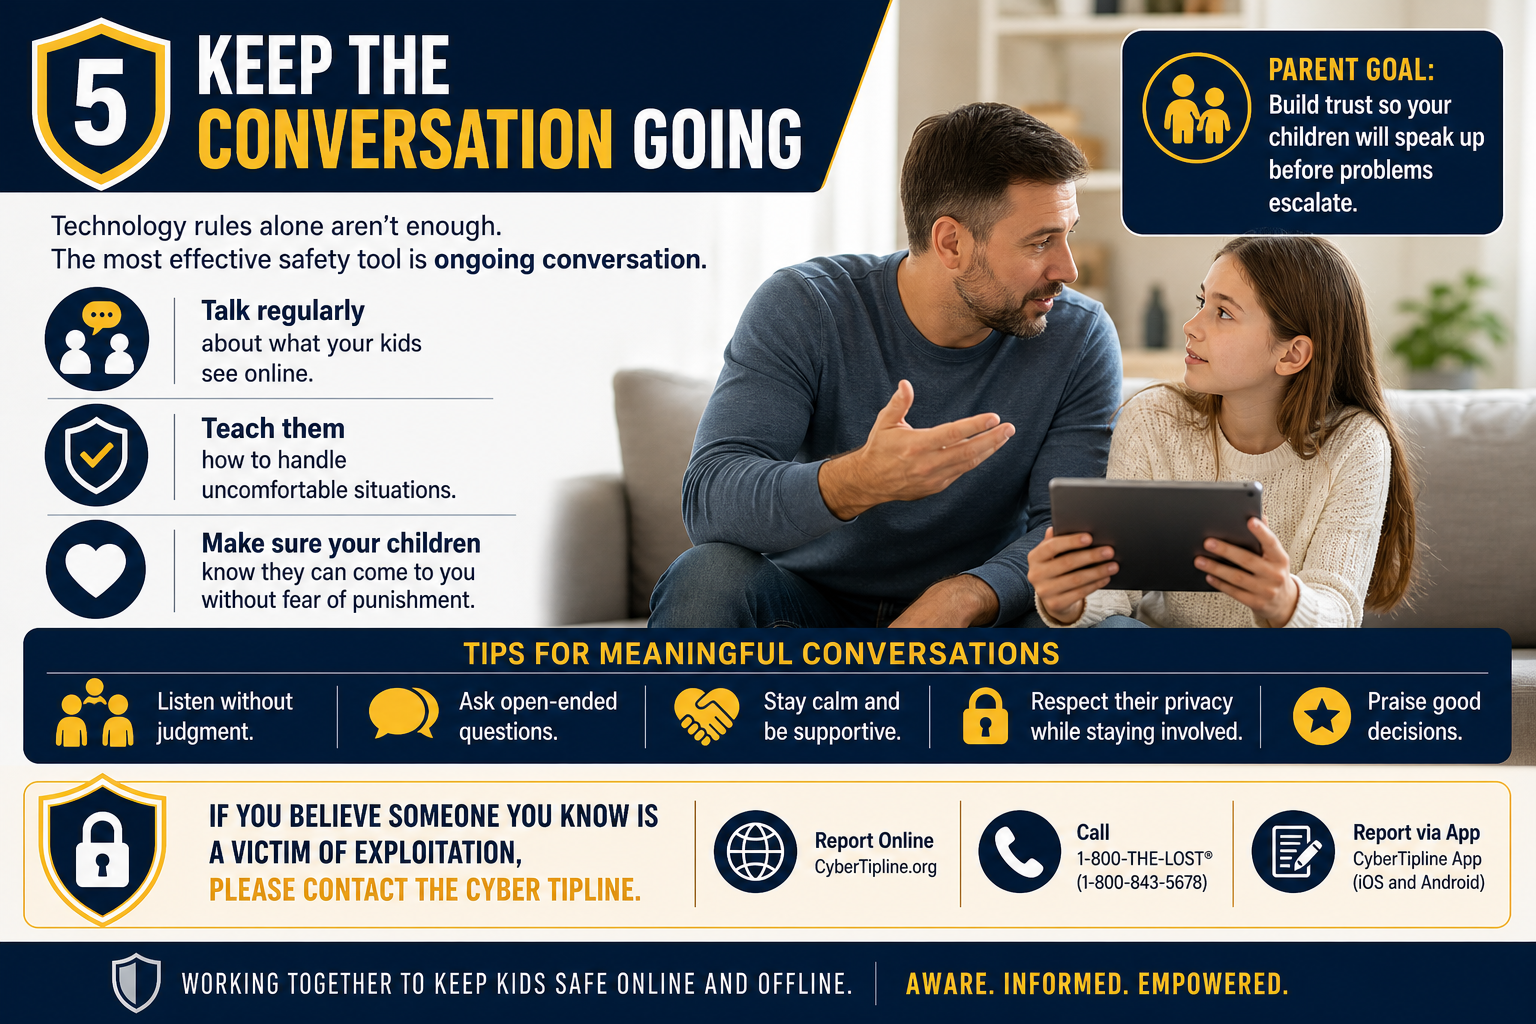 5
KEEP THE
CONVERSATION GOING
PARENT GOAL:
Build trust so your
children will speak up
before problems
escalate.
Technology rules alone aren't enough.
The most effective safety tool is ongoing conversation.
Talk regularly
about what your kids
see online.
Teach them
how to handle
uncomfortable situations.
Make sure your children
know they can come to you
without fear of punishment.
TIPS FOR MEANINGFUL CONVERSATIONS
Listen without
judgment.
Ask open-ended
questions.
Stay calm and
be supportive.
Respect their privacy
while staying involved.
Praise good
decisions.
IF YOU BELIEVE SOMEONE YOU KNOW IS
A VICTIM OF EXPLOITATION,
PLEASE CONTACT THE CYBER TIPLINE.
Report Online
CyberTipline.org
Call
1-800-THE-LOST®
(1-800-843-5678)
Report via App
CyberTipline App
(iOS and Android)
WORKING TOGETHER TO KEEP KIDS SAFE ONLINE AND OFFLINE.
AWARE. INFORMED. EMPOWERED.